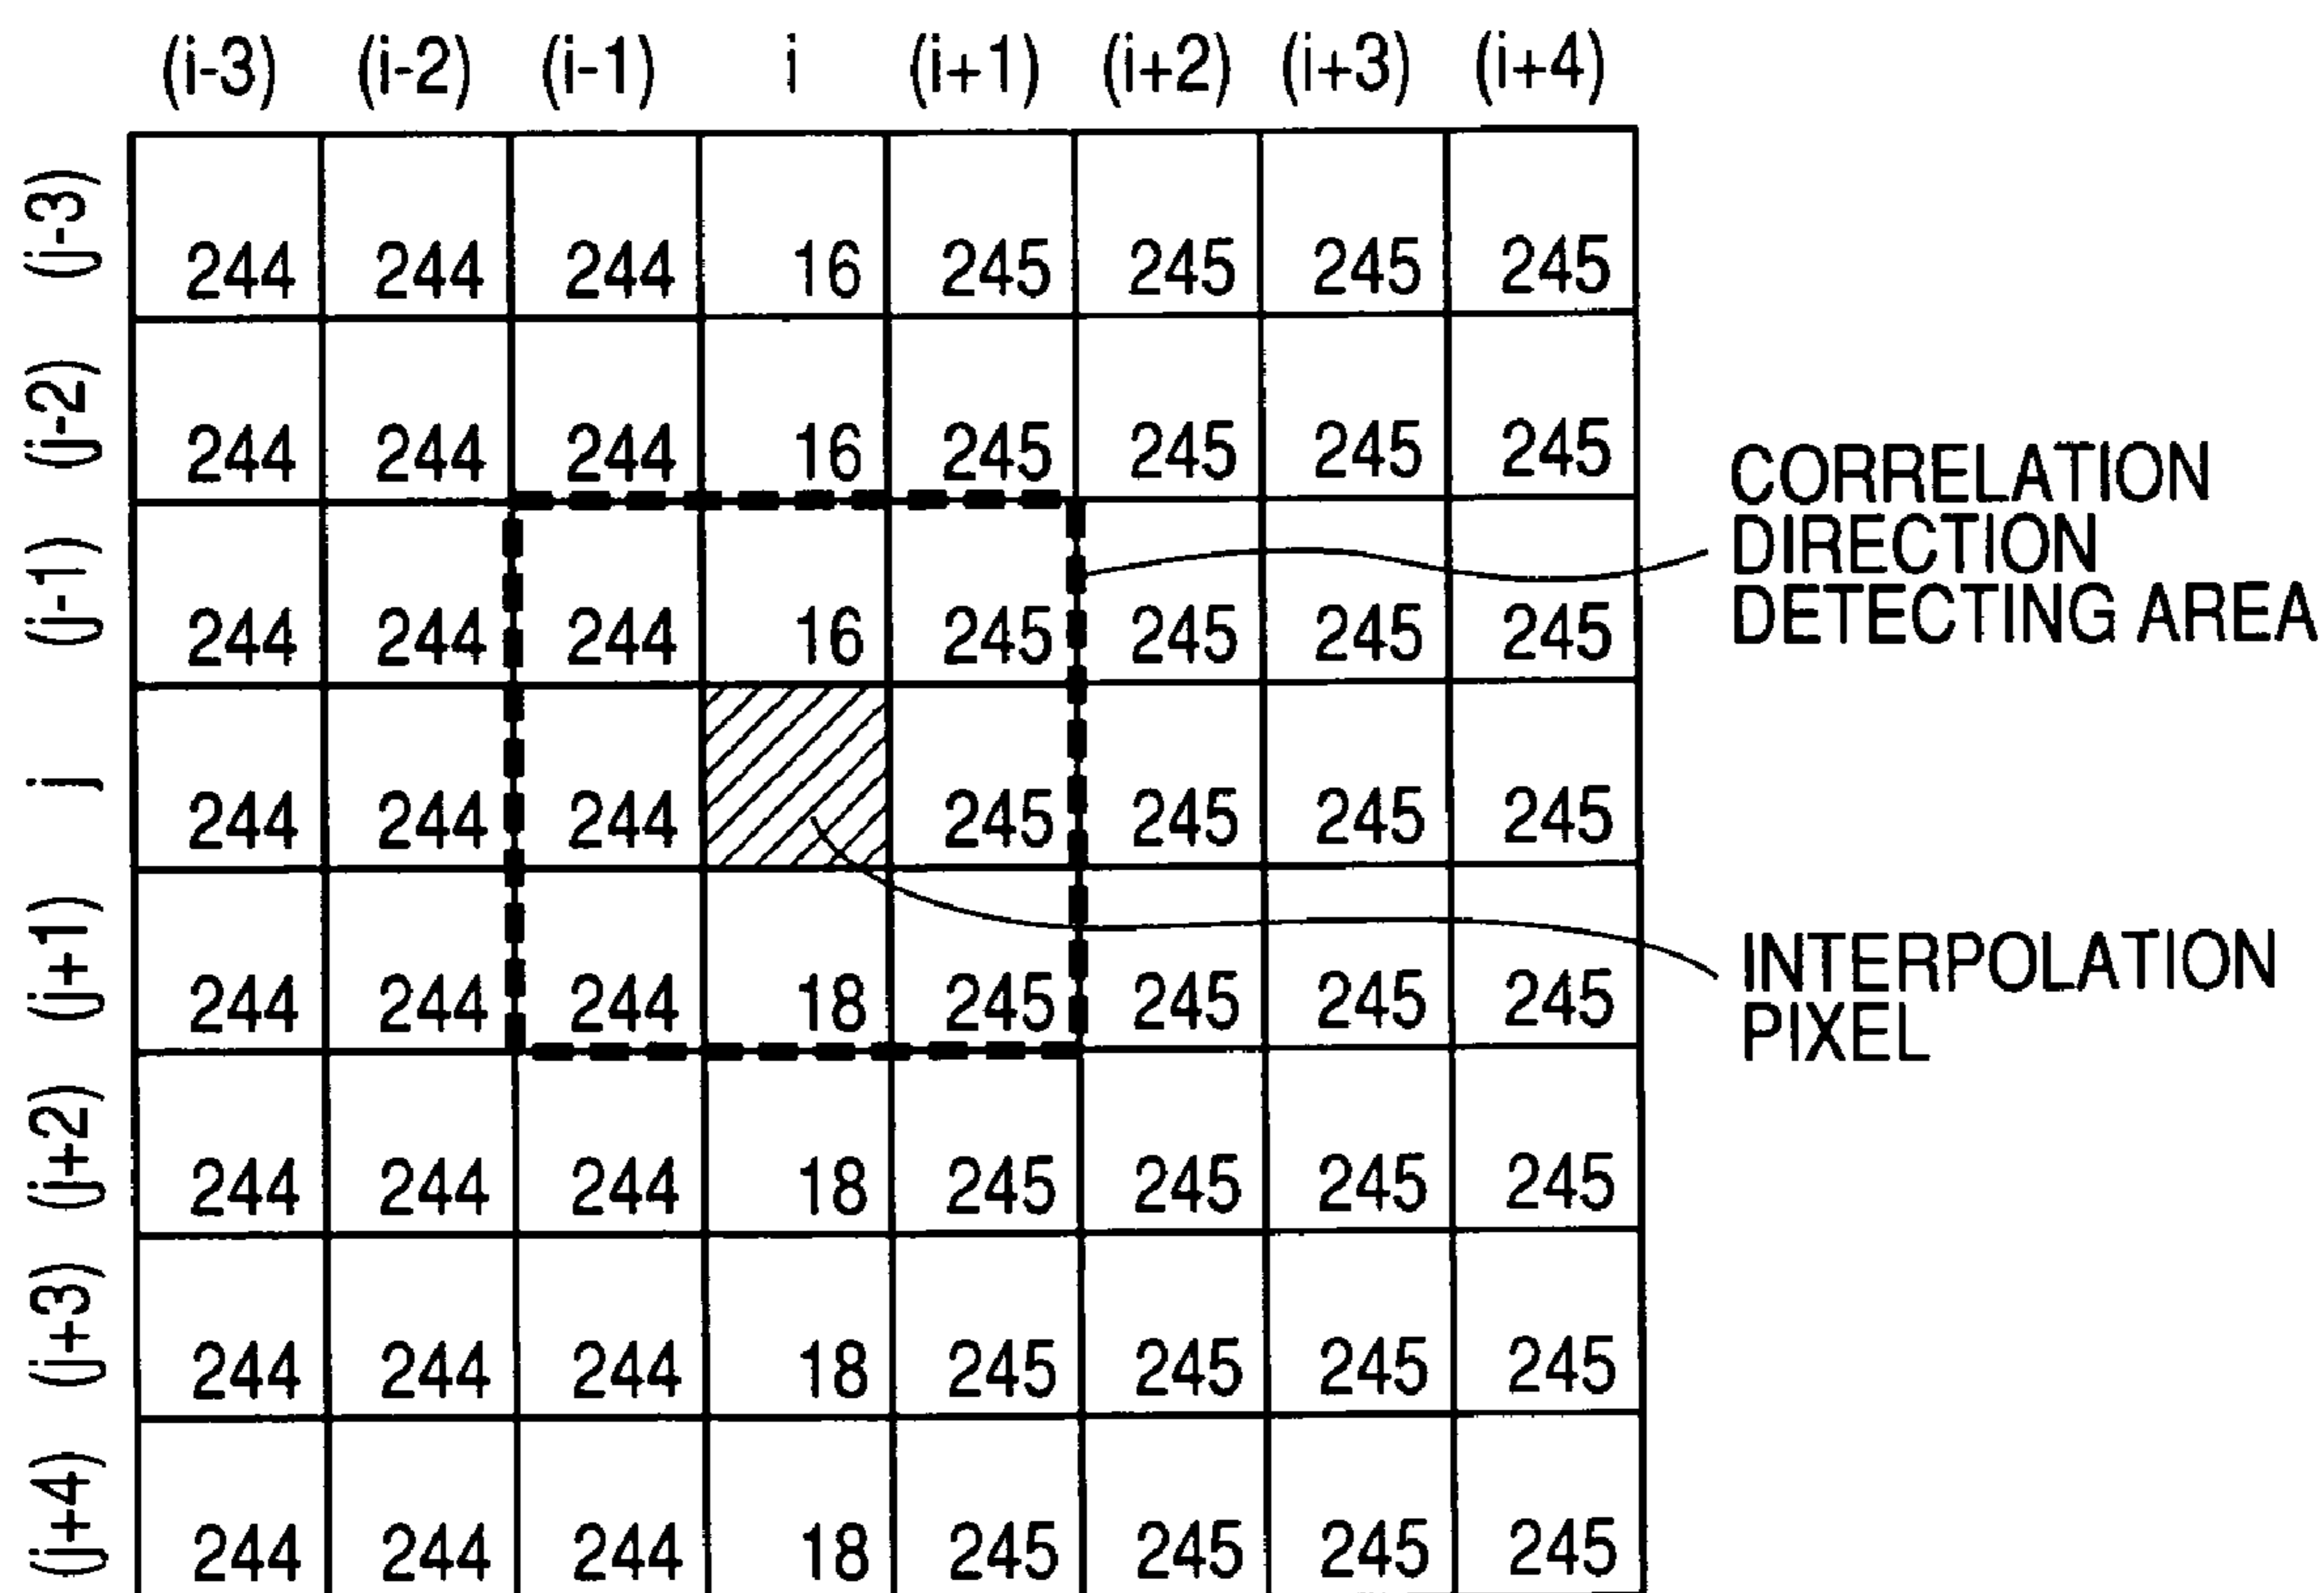 (i-3) (i-2) (i-1) i (i+1) (i+2) (i+3) (i+4)
(j-3) 244 244 244 16 245 245 245 245
(j-2) 244 244 244 16 245 245 245 245
(j-1) 244 244 244 16 245 245 245 245
j 244 244 244 245 245 245 245
(j+1) 244 244 244 18 245 245 245 245
(j+2) 244 244 244 18 245 245 245 245
(j+3) 244 244 244 18 245 245 245 245
(j+4) 244 244 244 18 245 245 245 245
CORRELATION
DIRECTION
DETECTING AREA
INTERPOLATION
PIXEL